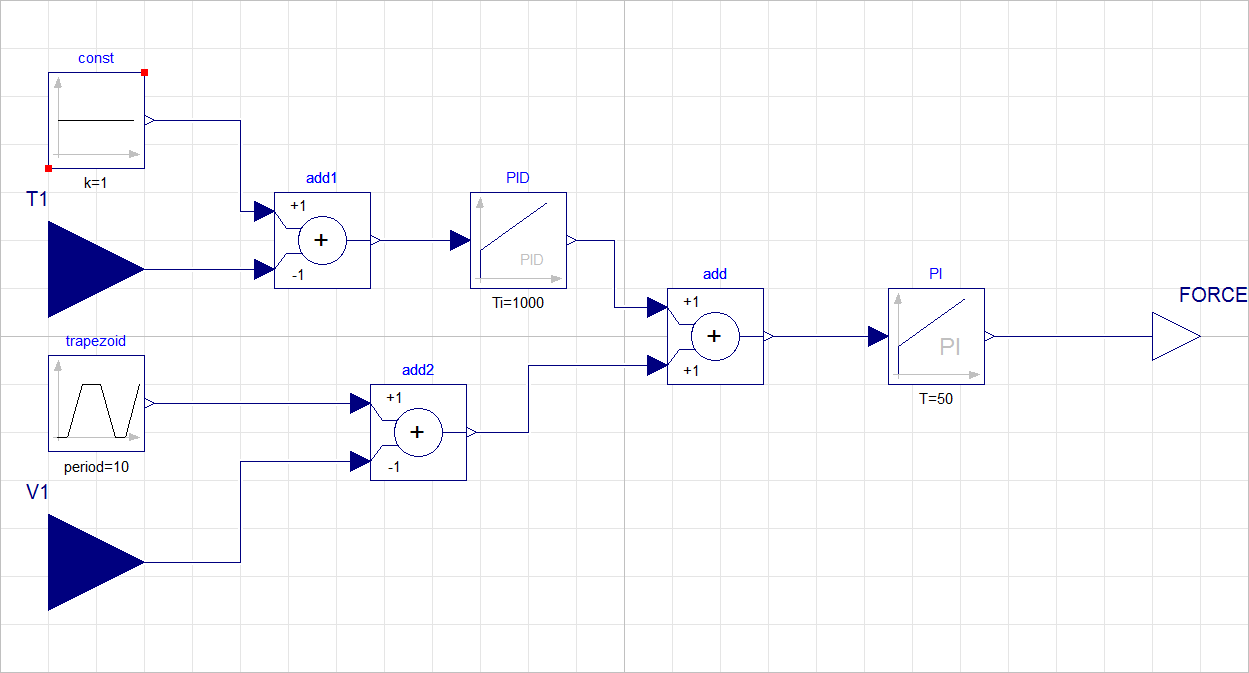 const
k=1
T1
add1
+1
+
-1
PID
PID
Ti=1000
trapezoid
period=10
V1
add2
+1
+
-1
add
+1
+
+1
PI
PI
T=50
FORCE